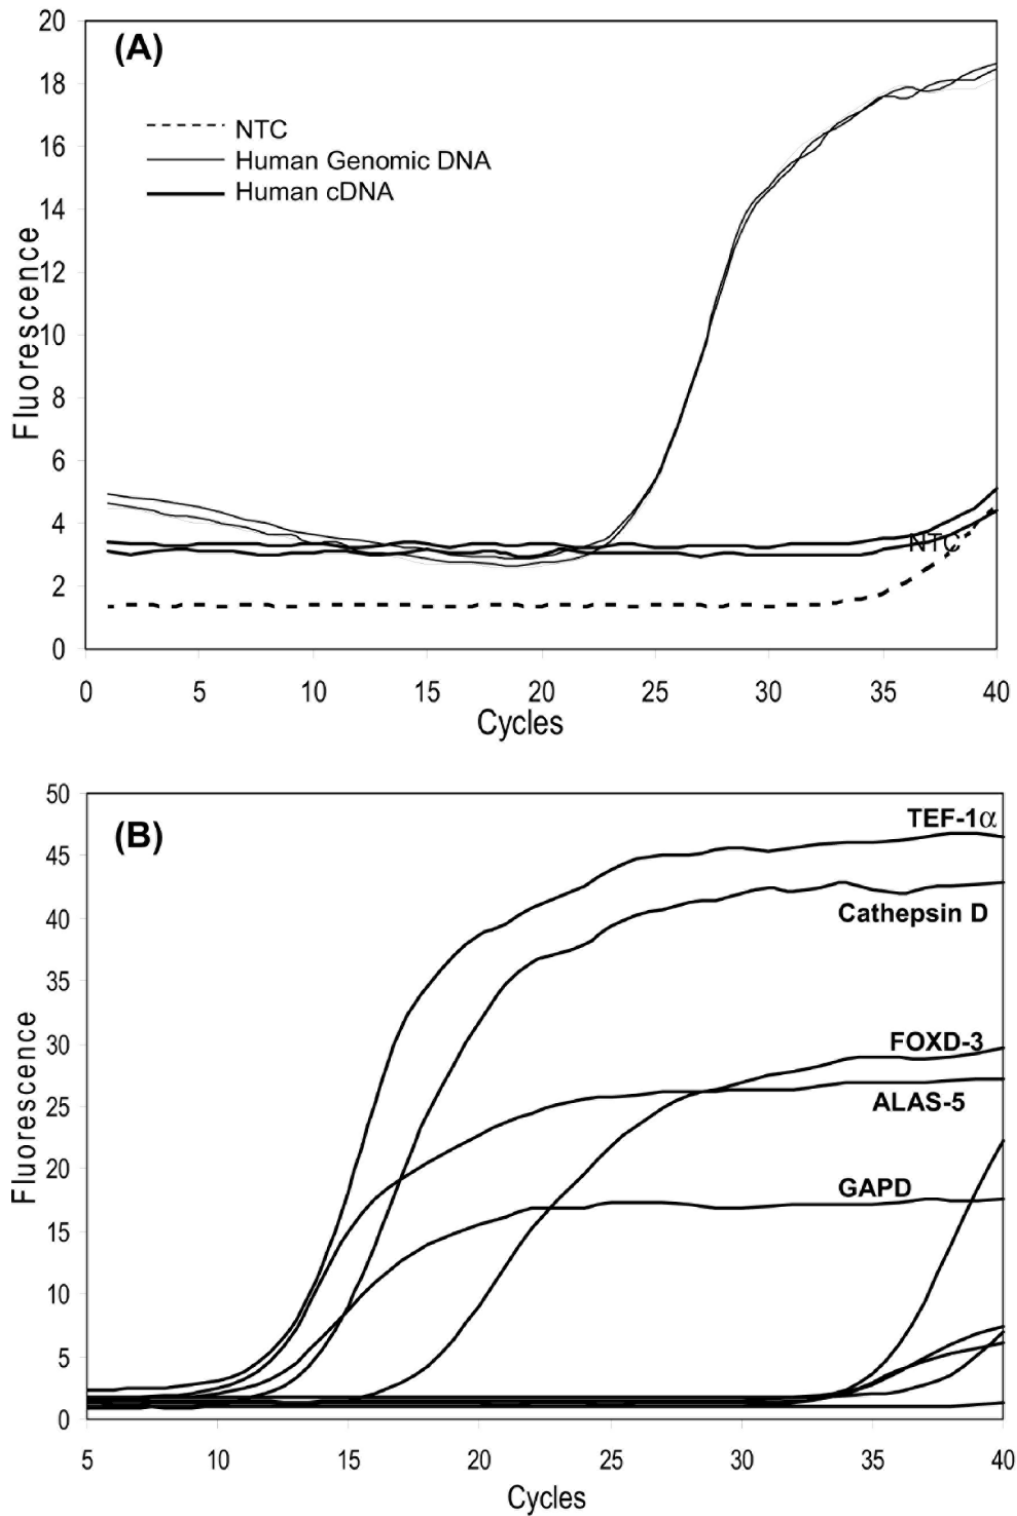 (A)
20
18
16
14
12
10
8
6
4
2
0
Fluorescence
NTC
Human Genomic DNA
Human cDNA
NTC
0 5 10 15 20 25 30 35 40
Cycles
(B)
50
45
40
35
30
25
20
15
10
5
0
Fluorescence
TEF-1α
Cathepsin D
FOXD-3
ALAS-5
GAPD
5 10 15 20 25 30 35 40
Cycles